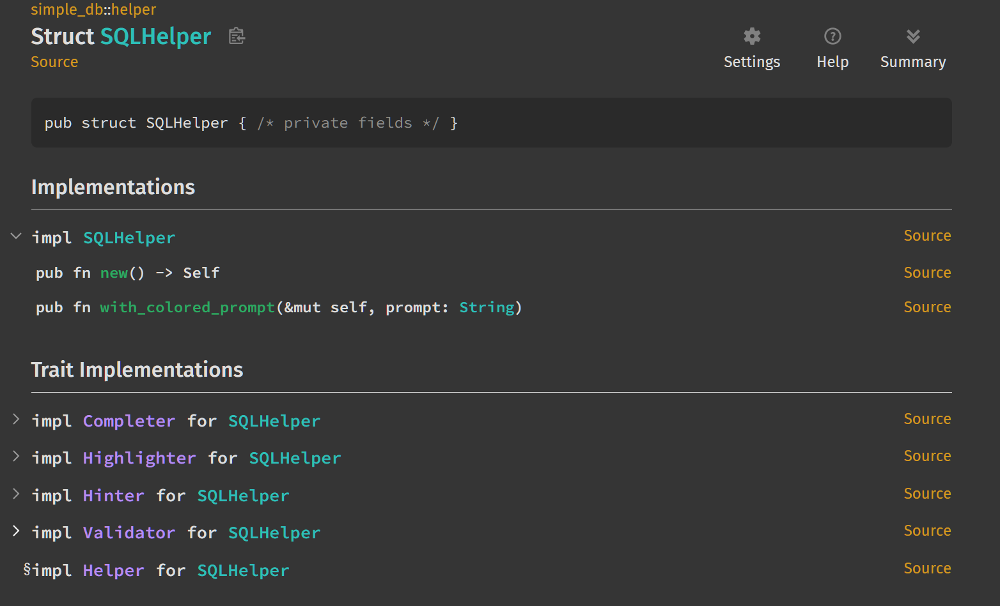 simple_db::helper
Struct SQLHelper
Source
Settings
Help
Summary
pub struct SQLHelper { /* private fields */ }
Implementations
impl SQLHelper Source
pub fn new() -> Self Source
pub fn with_colored_prompt(&mut self, prompt: String) Source
Trait Implementations
impl Completer for SQLHelper Source
impl Highlighter for SQLHelper Source
impl Hinter for SQLHelper Source
impl Validator for SQLHelper Source
§impl Helper for SQLHelper Source